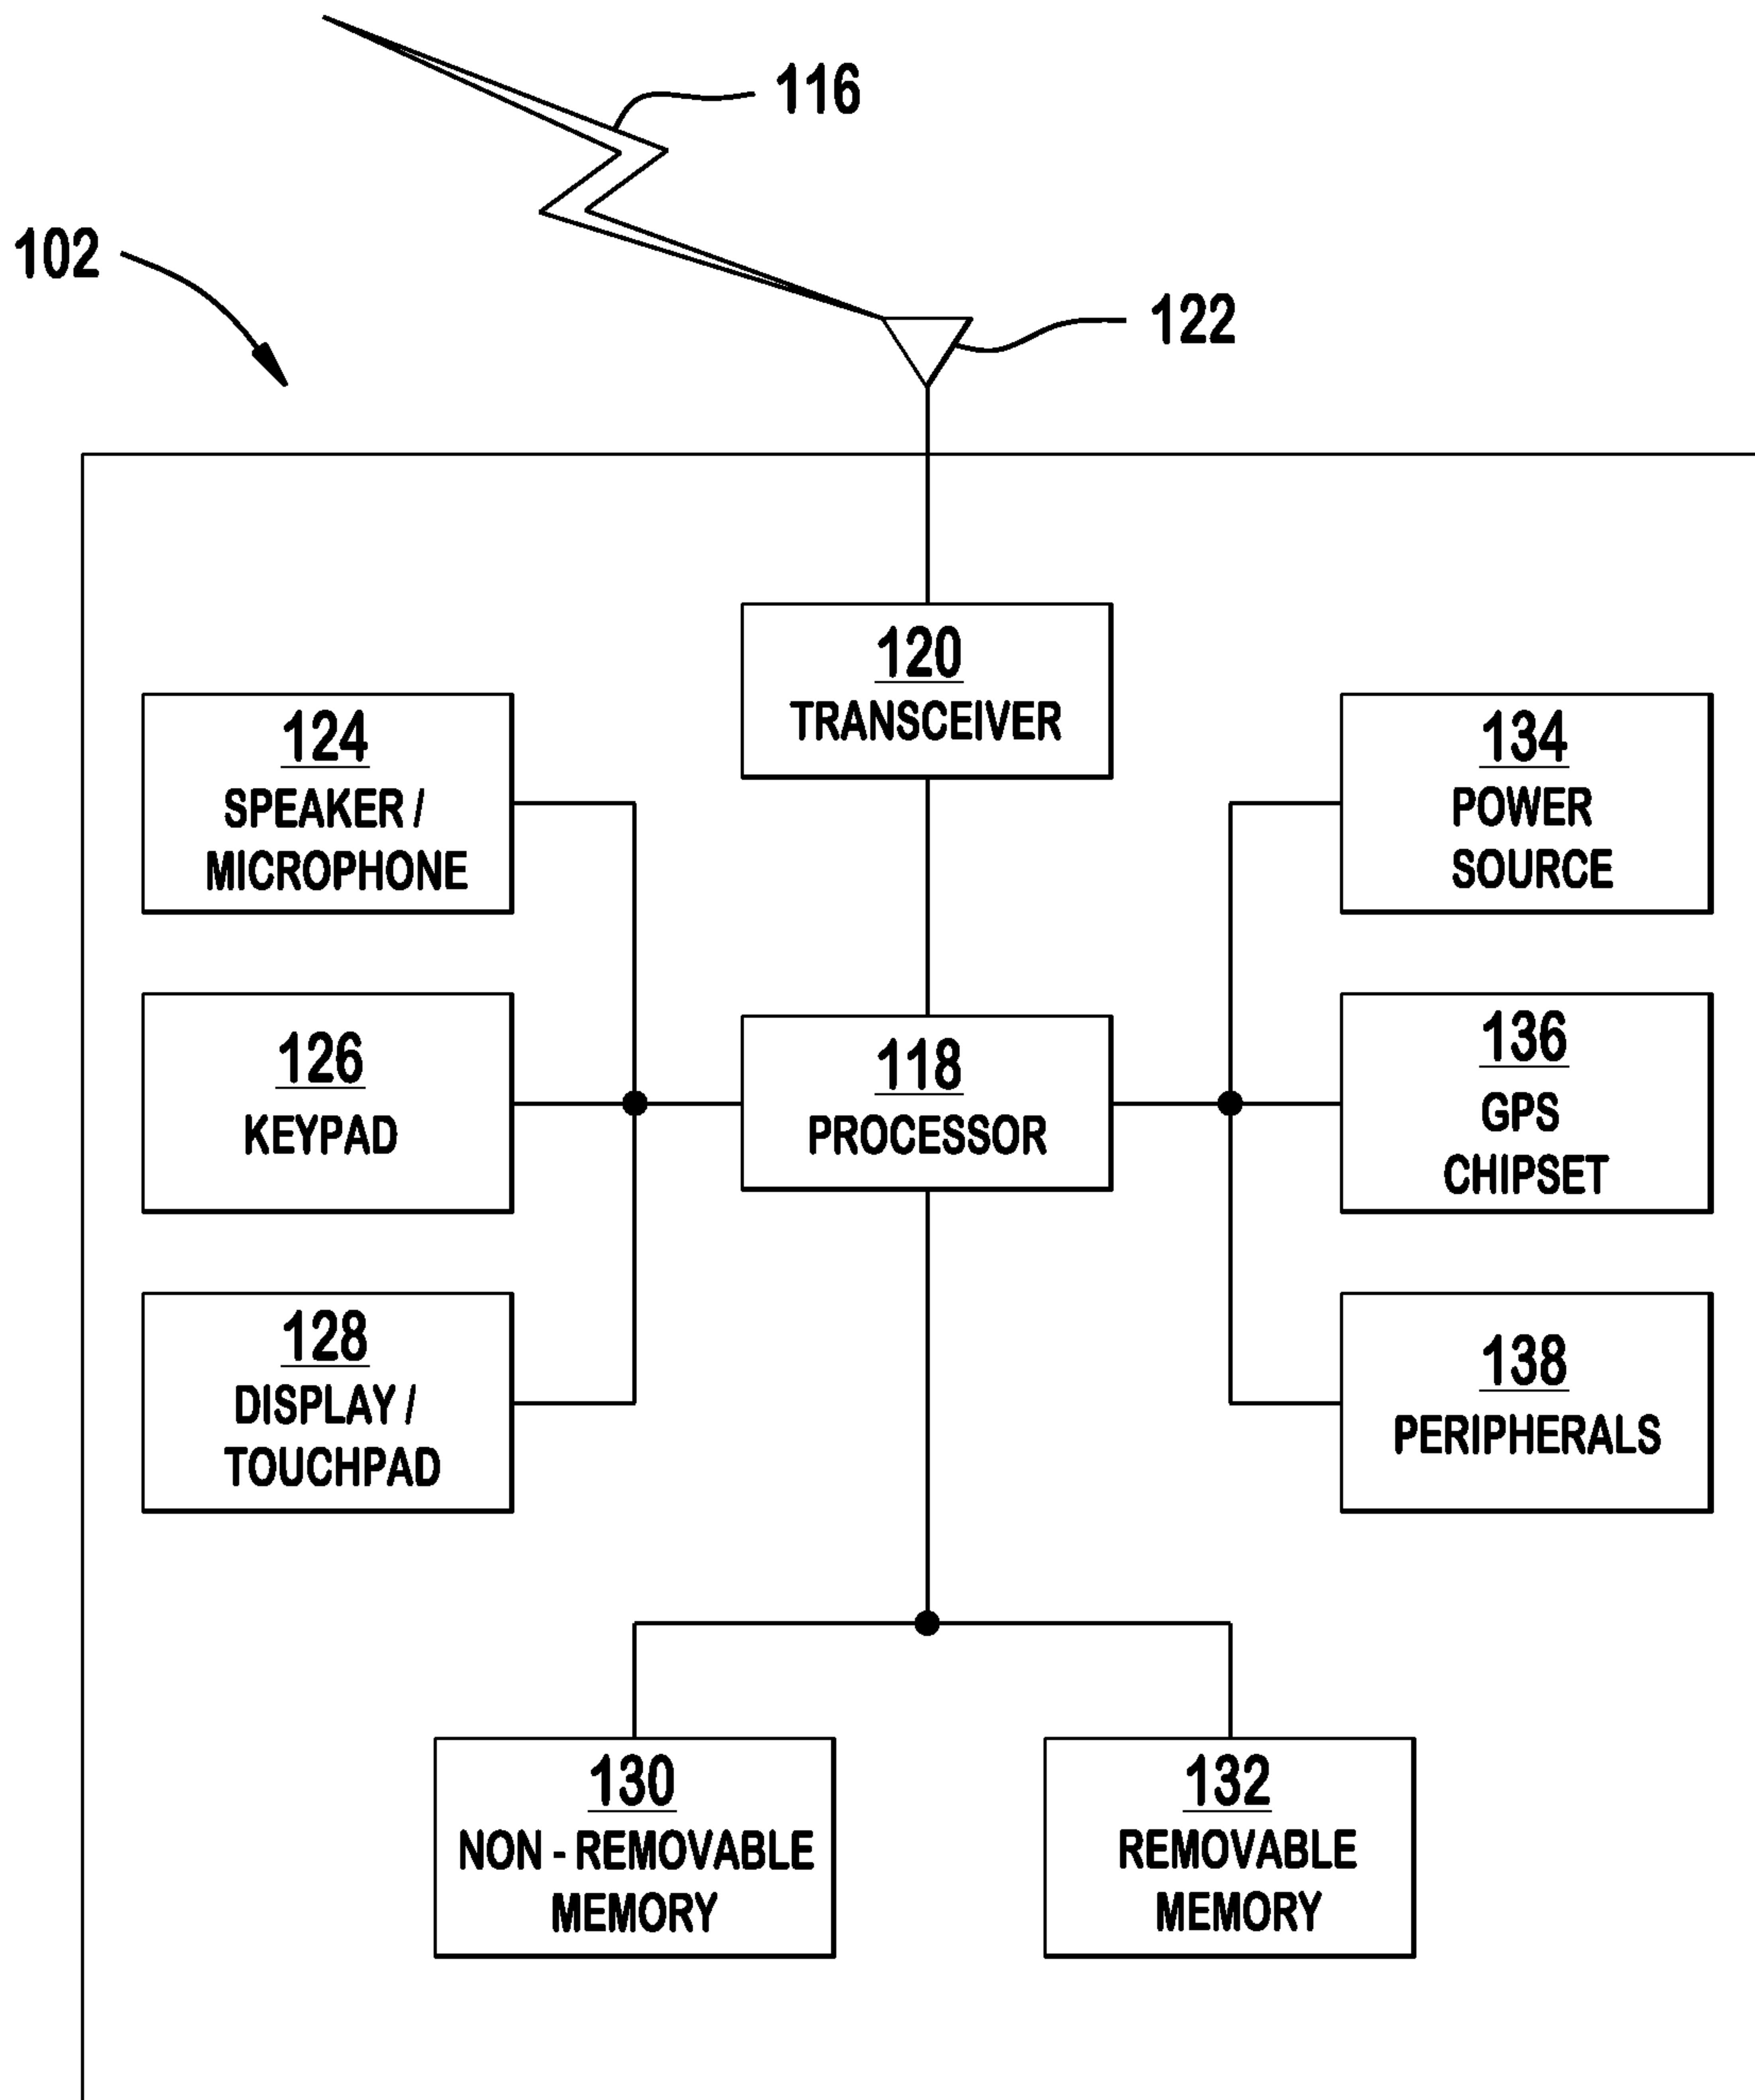 116
102
122
120
TRANSCEIVER
124
SPEAKER /
MICROPHONE
134
POWER
SOURCE
126
KEYPAD
118
PROCESSOR
136
GPS
CHIPSET
128
DISPLAY /
TOUCHPAD
138
PERIPHERALS
130
NON - REMOVABLE
MEMORY
132
REMOVABLE
MEMORY